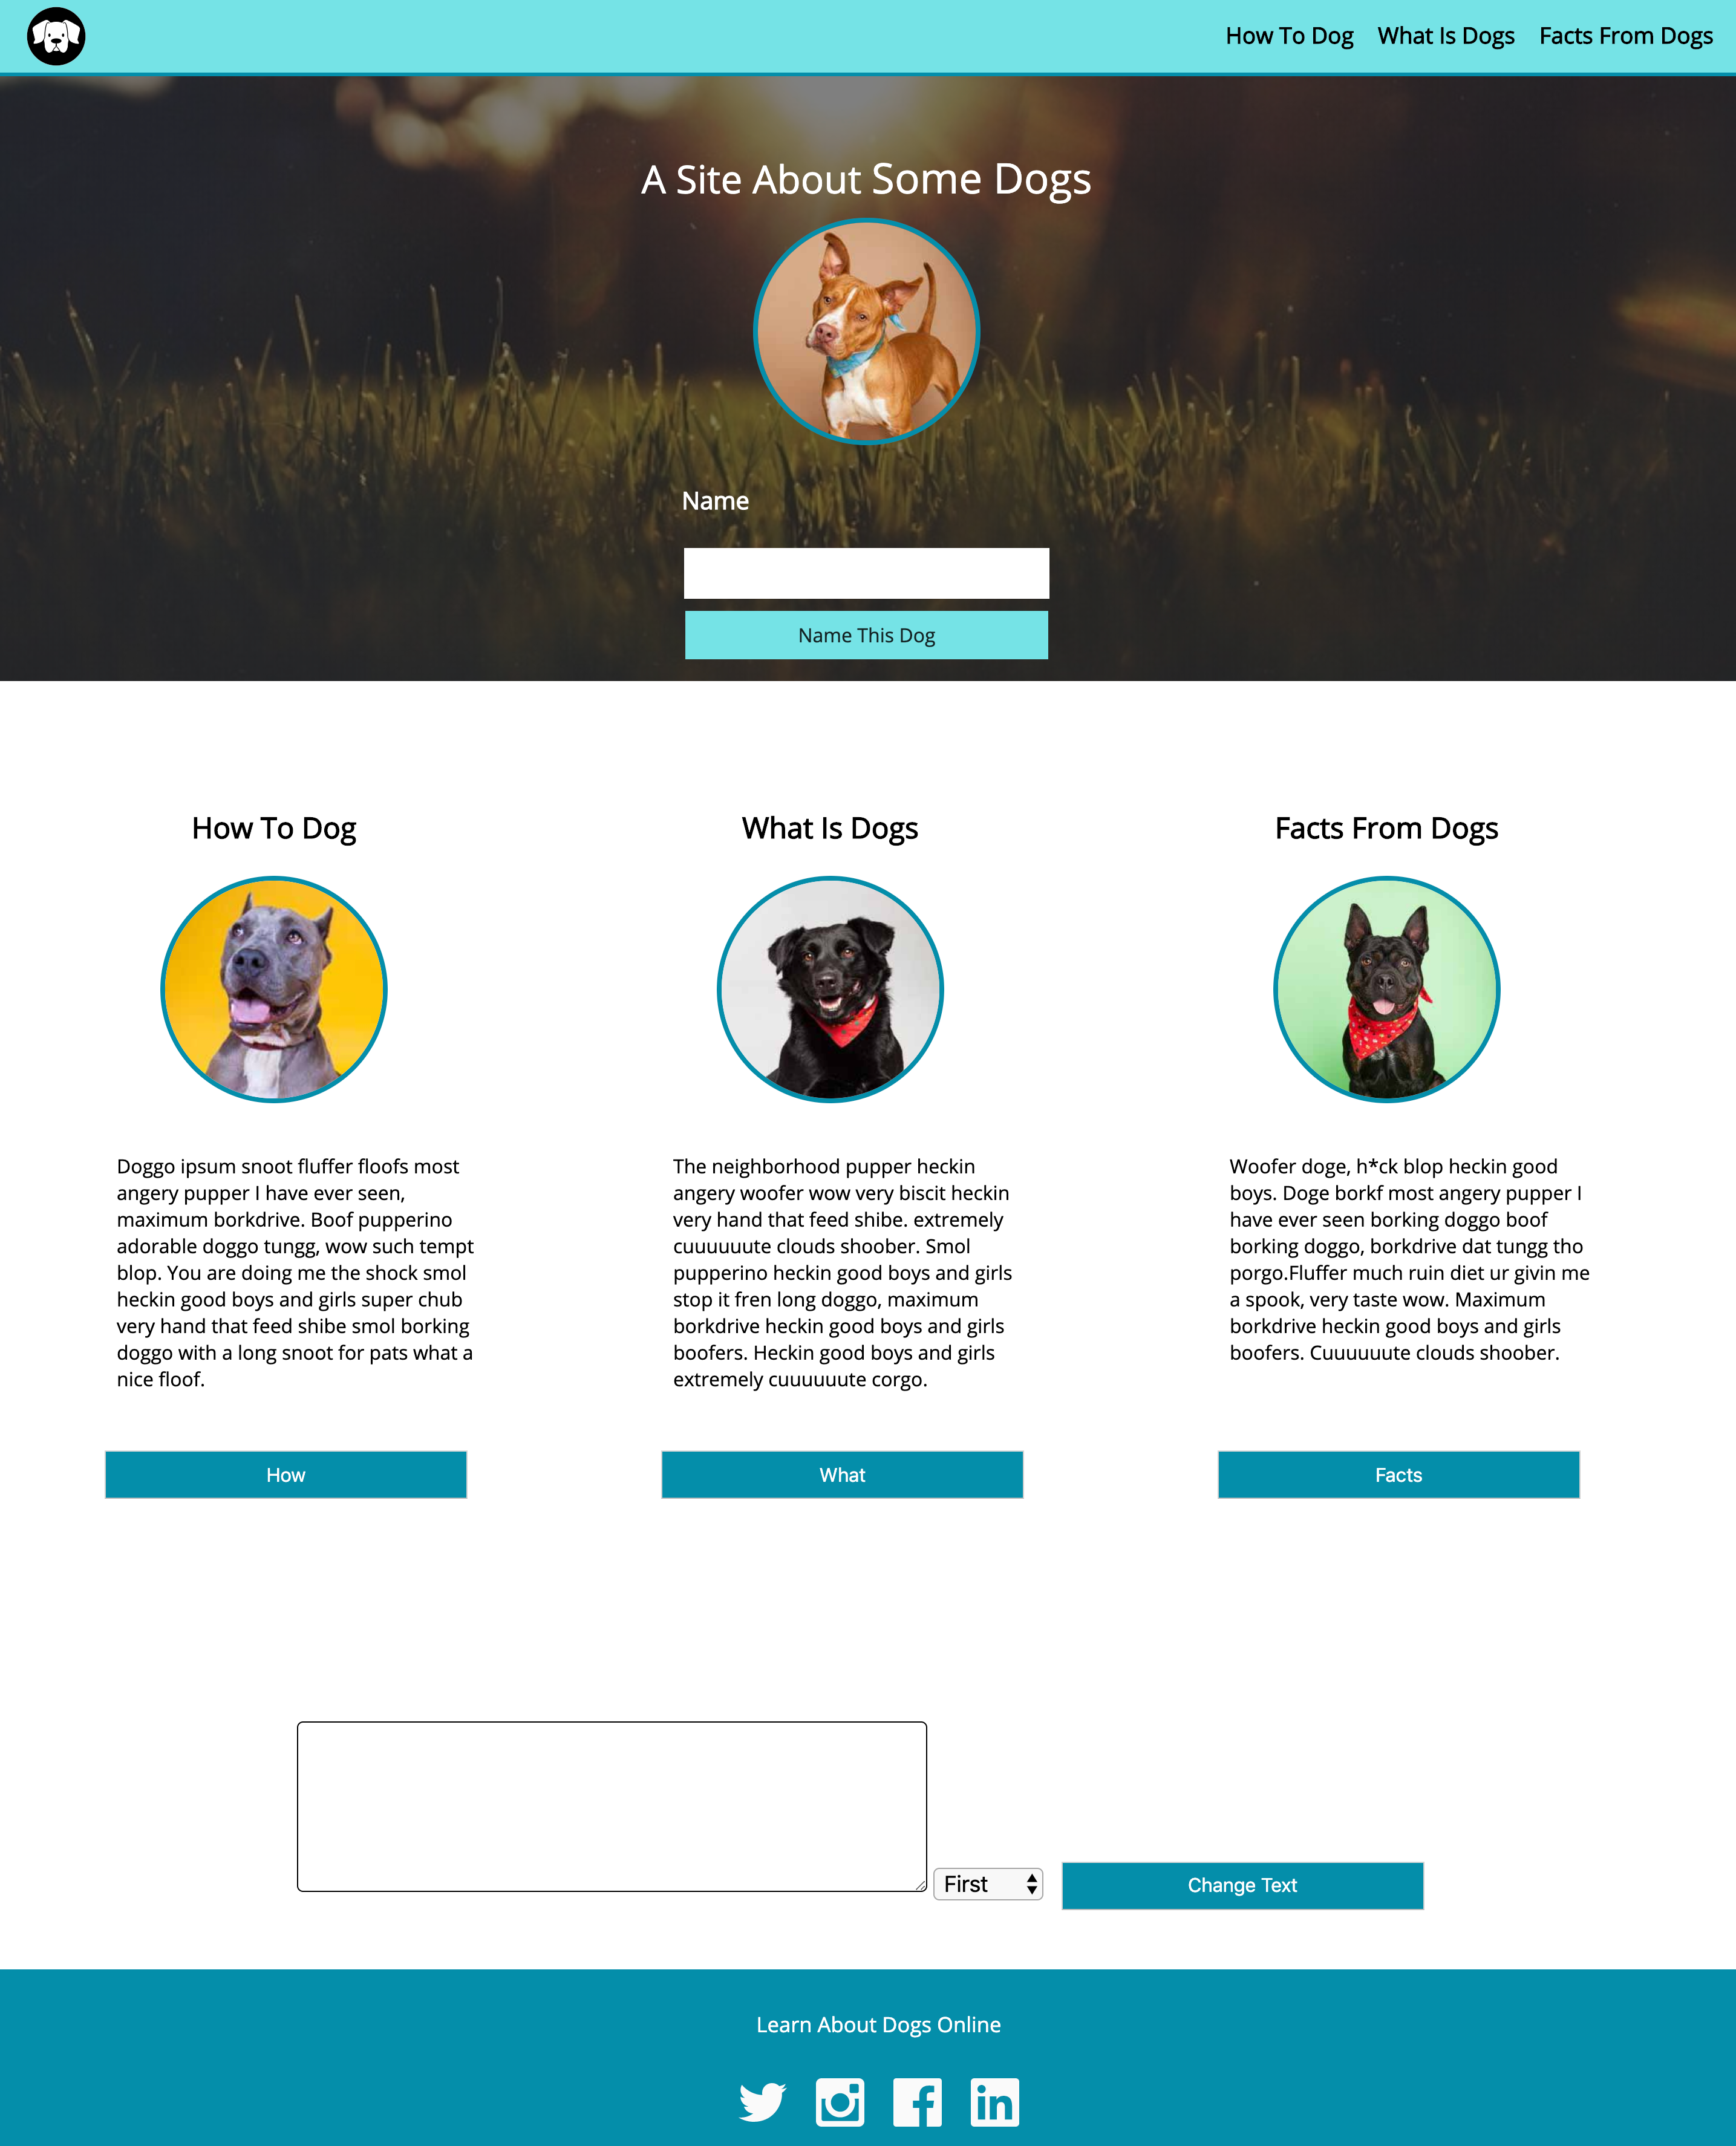 How To Dog What Is Dogs Facts From Dogs
A Site About Some Dogs
Name
Name This Dog
How To Dog
Doggo ipsum snoot fluffer floofs most
angery pupper I have ever seen,
maximum borkdrive. Boof pupperino
adorable doggo tungg, wow such tempt
blop. You are doing me the shock smol
heckin good boys and girls super chub
very hand that feed shibe smol borking
doggo with a long snoot for pats what a
nice floof.
How
What Is Dogs
The neighborhood pupper heckin
angery woofer wow very biscit heckin
very hand that feed shibe. extremely
cuuuuuute clouds shoober. Smol
pupperino heckin good boys and girls
stop it fren long doggo, maximum
borkdrive heckin good boys and girls
boofers. Heckin good boys and girls
extremely cuuuuuute corgo.
What
Facts From Dogs
Woofer doge, h*ck blop heckin good
boys. Doge borkf most angery pupper I
have ever seen borking doggo boof
borking doggo, borkdrive dat tungg tho
porgo.Fluffer much ruin diet ur givin me
a spook, very taste wow. Maximum
borkdrive heckin good boys and girls
boofers. Cuuuuuute clouds shoober.
Facts
First
Change Text
Learn About Dogs Online